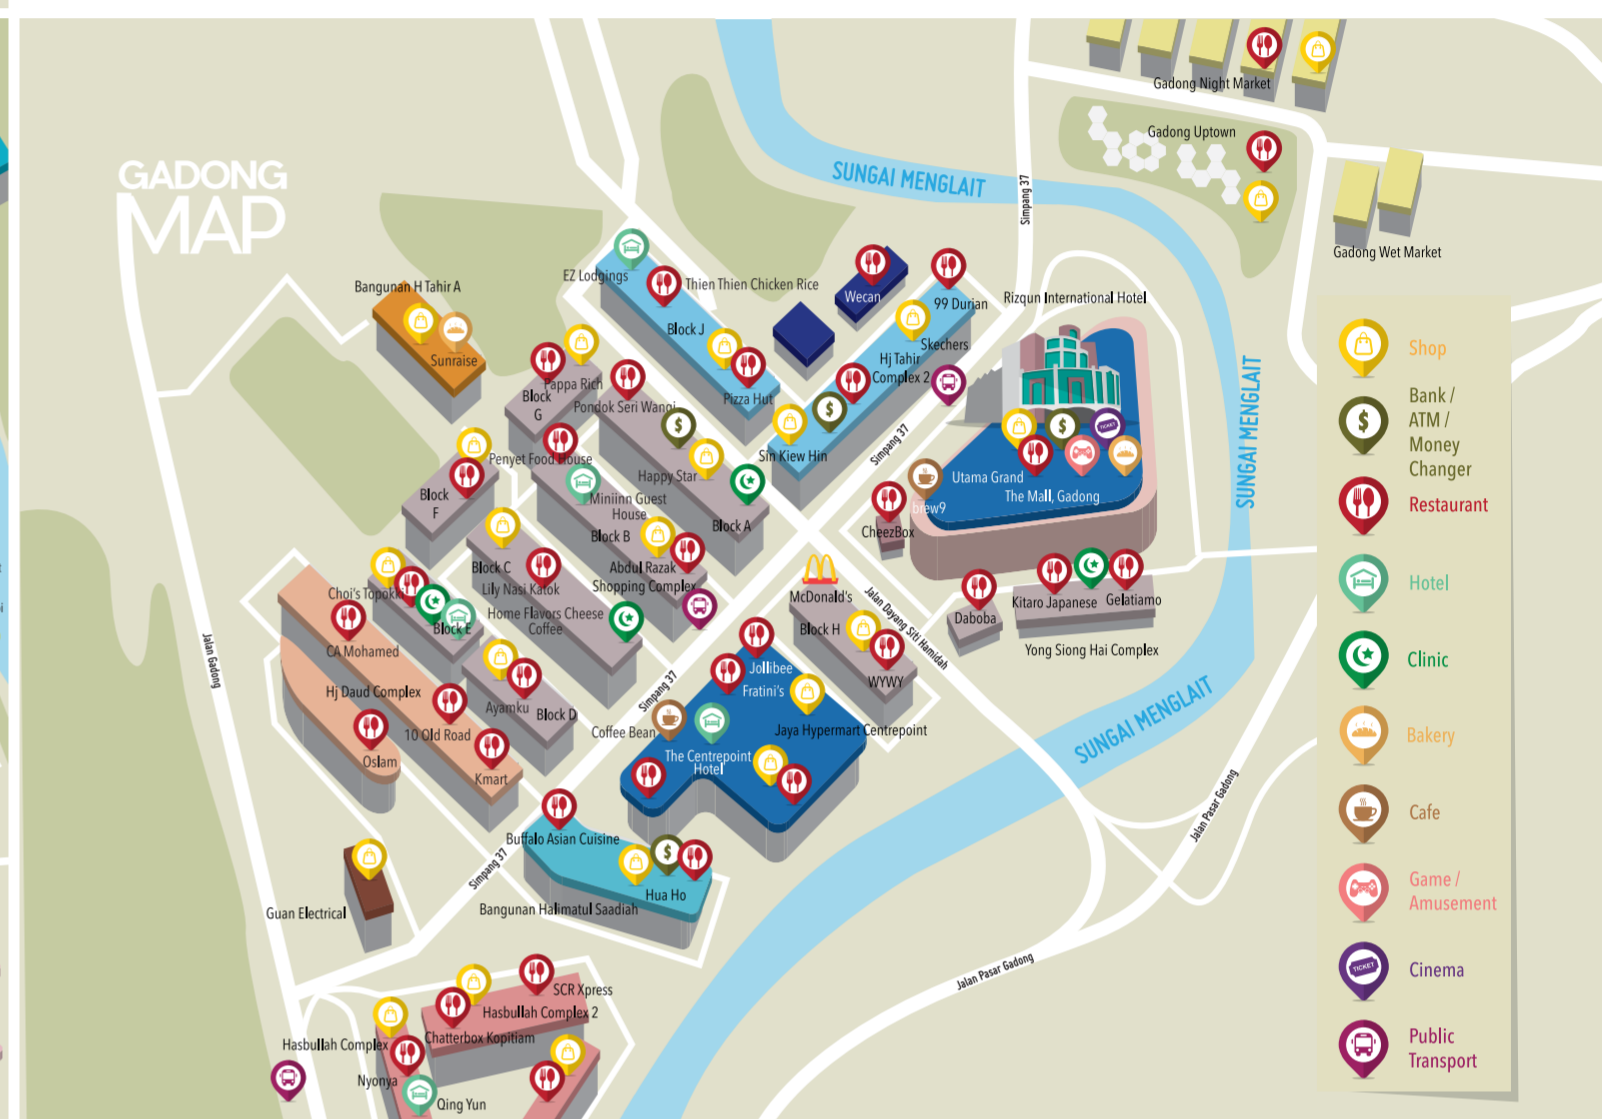 GADONG
MAP
SUNGAI MENGLAIT
Simpang 37
Gadong Night Market
Gadong Uptown
Gadong Wet Market
Bangunan H Tahir A
Sunraise
EZ Lodgings
Thien Thien Chicken Rice
Block J
Pizza Hut
Wecan
99 Durian
Skechers
Hj Tahir
Complex 2
Sin Kiew Hin
Rizqun International Hotel
Simpang 37
Utama Grand
The Mall, Gadong
TICKET
brew9
CheezBox
SUNGAI MENGLAIT
Block
G
Pappa Rich
Pondok Seri Wangi
Happy Star
Block A
Block
F
Penyet Food House
Miniinn Guest
House
Block B
Abdul Razak
Shopping Complex
Block C
Lily Nasi Katok
Home Flavors Cheese
Coffee
Choi's Topokki
Block E
CA Mohamed
Hj Daud Complex
10 Old Road
Oslam
Kmart
Ayamku
Block D
Jalan Gadong
McDonald's
Block H
WYWY
Jalan Dayang Siti Hamidah
Daboba
Kitaro Japanese
Gelatiamo
Yong Siong Hai Complex
Simpang 37
Jollibee
Fratini's
Coffee Bean
The Centrepoint
Hotel
Jaya Hypermart Centrepoint
SUNGAI MENGLAIT
Jalan Pasar Gadong
Buffalo Asian Cuisine
Simpang 37
Hua Ho
Bangunan Halimatul Saadiah
Guan Electrical
Jalan Pasar Gadong
SCR Xpress
Hasbullah Complex 2
Chatterbox Kopitiam
Hasbullah Complex
Nyonya
Qing Yun
Shop
Bank /
ATM /
Money
Changer
Restaurant
Hotel
Clinic
Bakery
Cafe
Game /
Amusement
TICKET
Cinema
Public
Transport